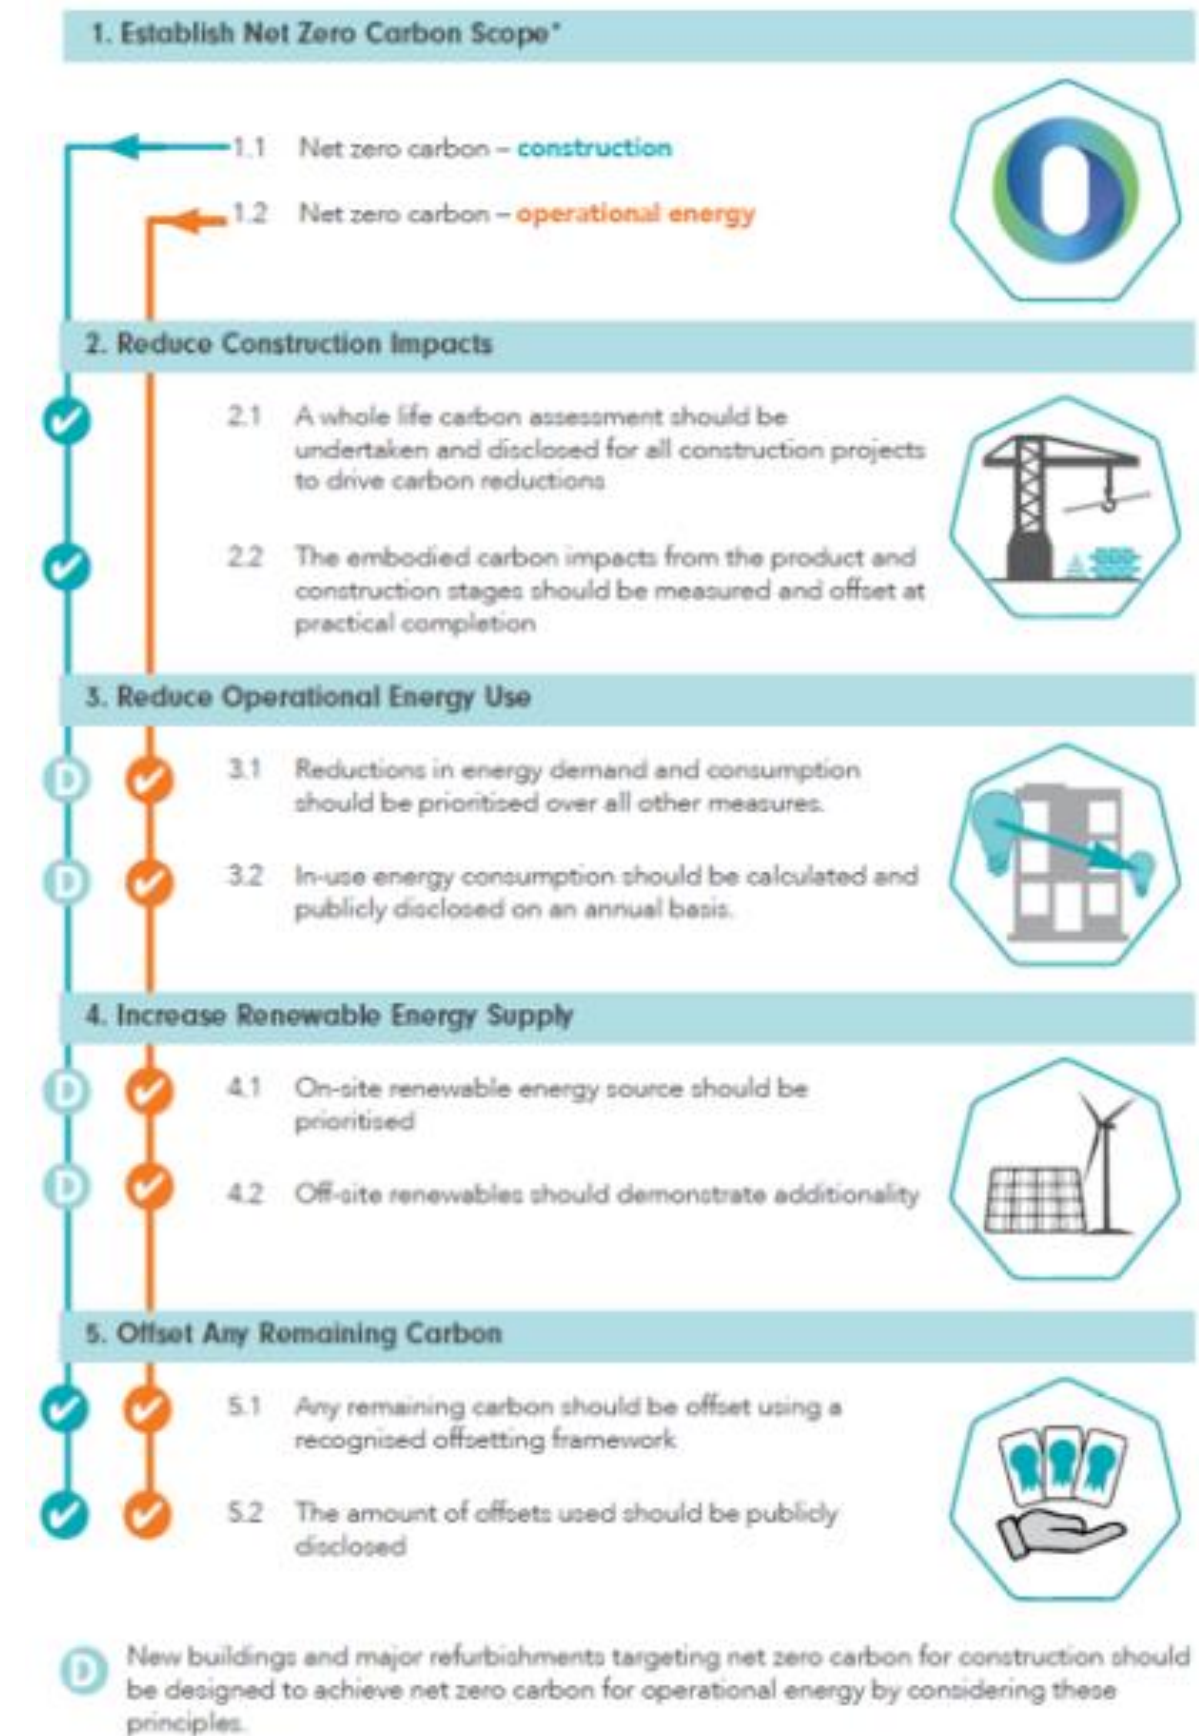 1. Establish Net Zero Carbon Scope*
1.1 Net zero carbon – construction
1.2 Net zero carbon – operational energy
2. Reduce Construction Impacts
2.1 A whole life carbon assessment should be
undertaken and disclosed for all construction projects
to drive carbon reductions
2.2 The embodied carbon impacts from the product and
construction stages should be measured and offset at
practical completion
3. Reduce Operational Energy Use
D 3.1 Reductions in energy demand and consumption
should be prioritised over all other measures.
D 3.2 In-use energy consumption should be calculated and
publicly disclosed on an annual basis.
4. Increase Renewable Energy Supply
D 4.1 On-site renewable energy source should be
prioritised
D 4.2 Off-site renewables should demonstrate additionality
5. Offset Any Remaining Carbon
5.1 Any remaining carbon should be offset using a
recognised offsetting framework
5.2 The amount of offsets used should be publicly
disclosed
D New buildings and major refurbishments targeting net zero carbon for construction should
be designed to achieve net zero carbon for operational energy by considering these
principles.